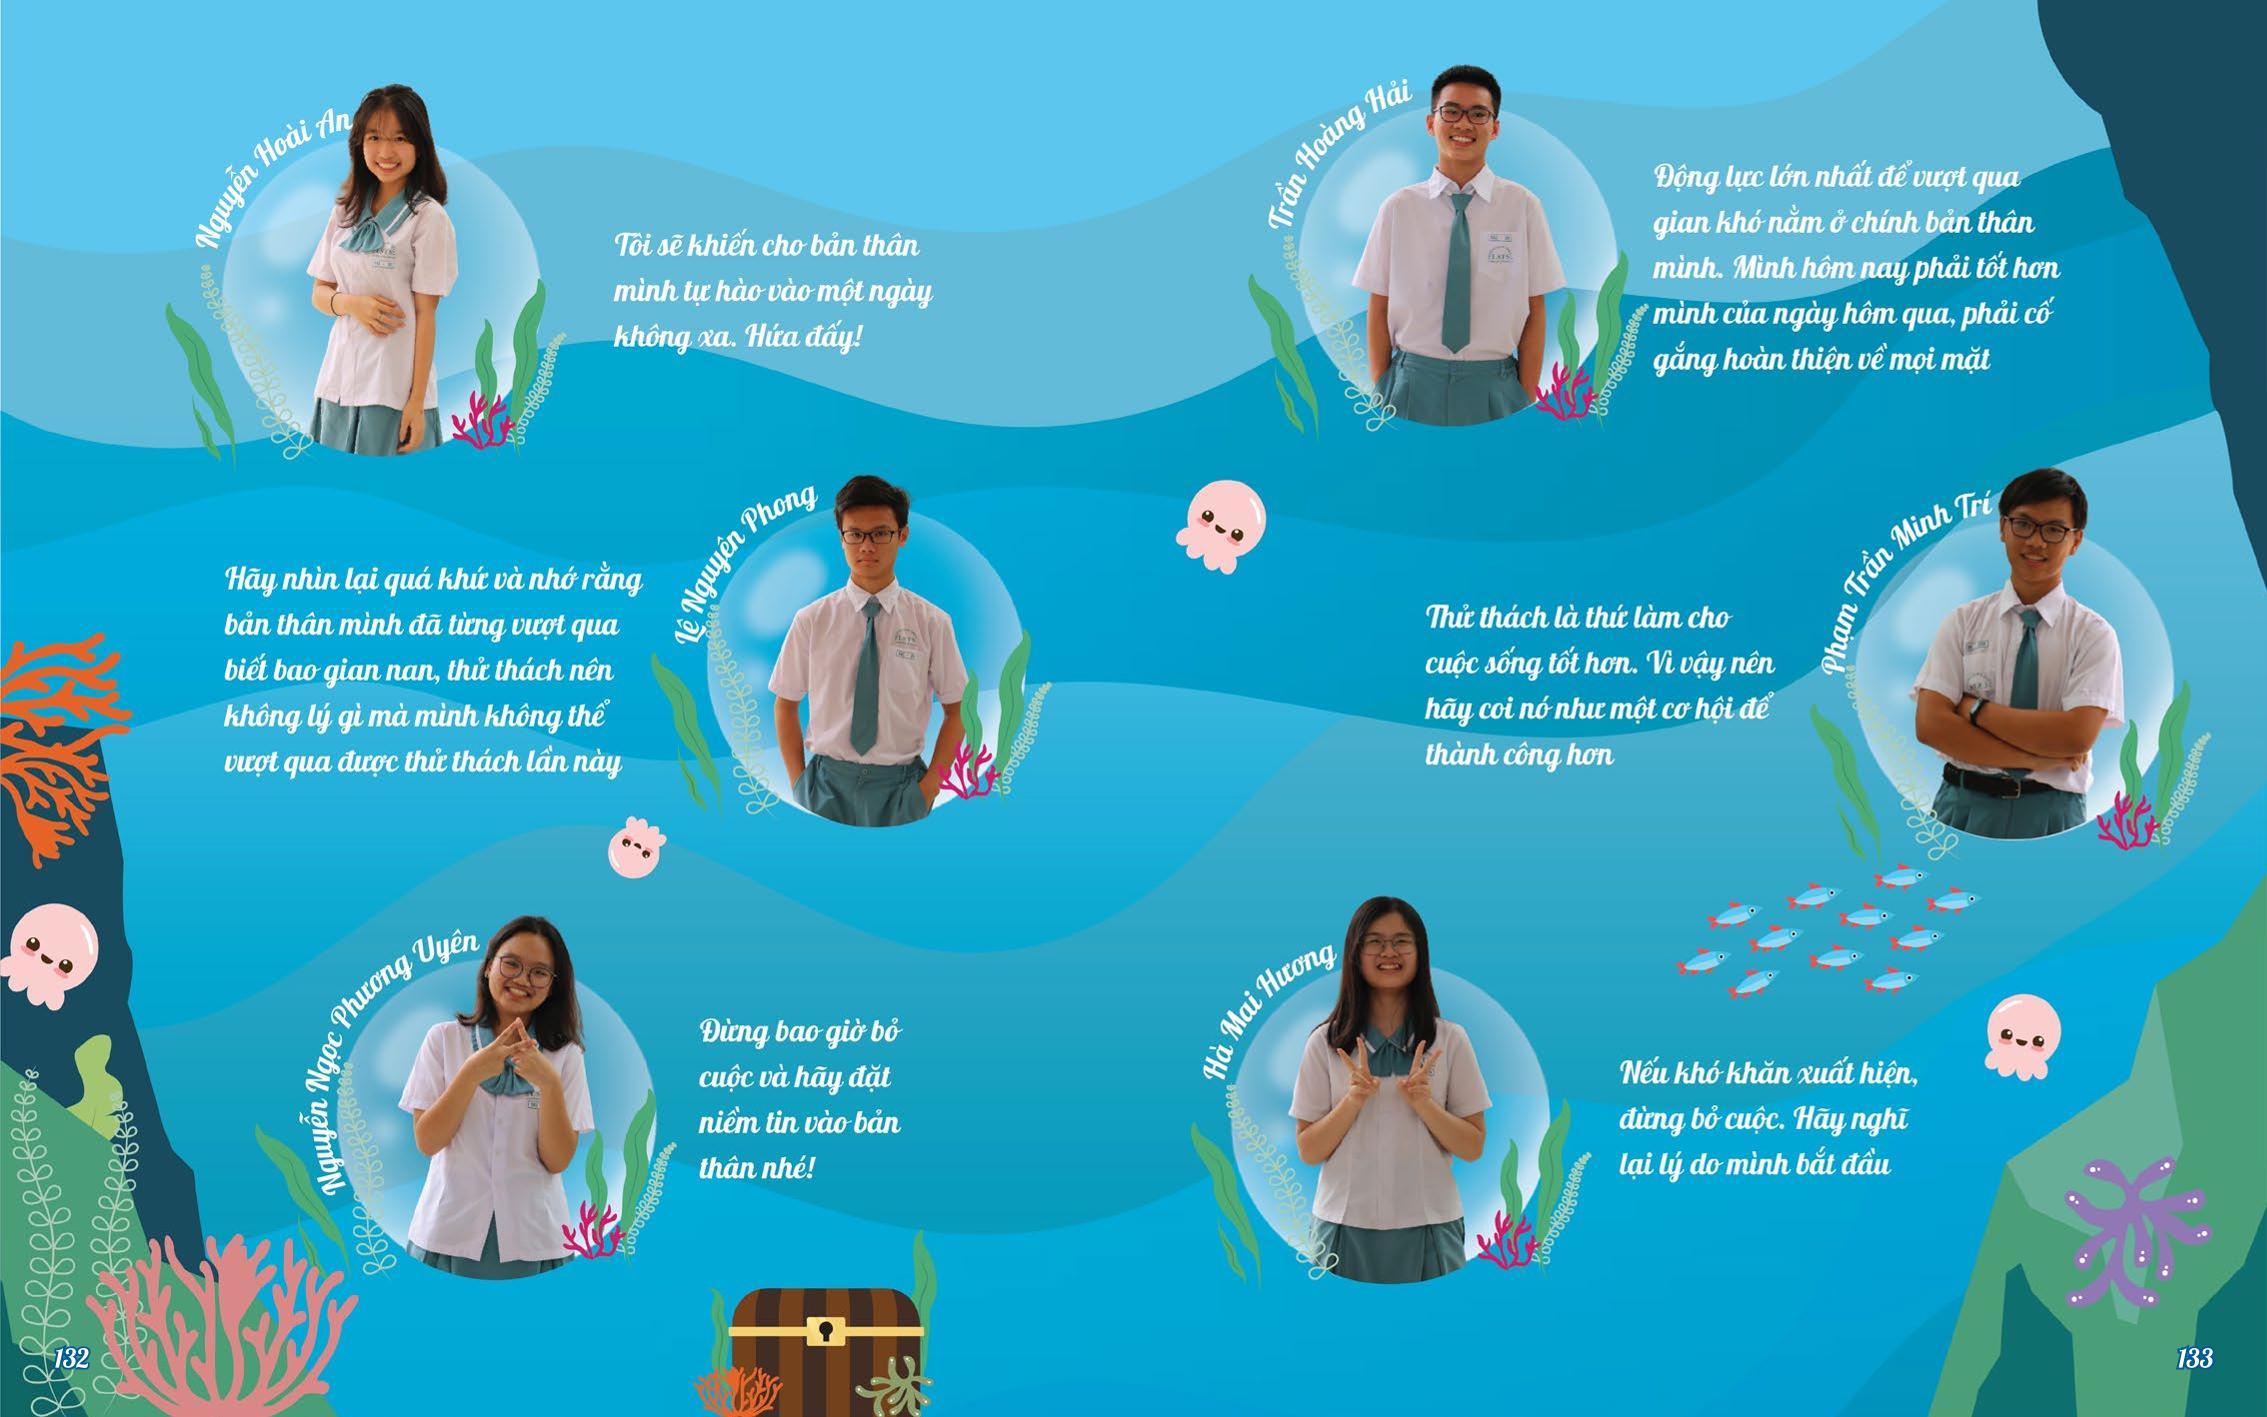 Nguyễn Hoài An
Tôi sẽ khiến cho bản thân
mình tự hào vào một ngày
không xa. Hứa đấy!
Lê Nguyên Phong
Hãy nhìn lại quá khứ và nhớ rằng
bản thân mình đã từng vượt qua
biết bao gian nan, thử thách nên
không lý gì mà mình không thể
vượt qua được thử thách lần này
Nguyễn Ngọc Phương Uyên
Đừng bao giờ bỏ
cuộc và hãy đặt
niềm tin vào bản
thân nhé!
132
Trần Hoàng Hải
Động lực lớn nhất để vượt qua
gian khó nằm ở chính bản thân
mình. Mình hôm nay phải tốt hơn
mình của ngày hôm qua, phải cố
gắng hoàn thiện về mọi mặt
Phạm Trần Minh Trí
Thử thách là thứ làm cho
cuộc sống tốt hơn. Vì vậy nên
hãy coi nó như một cơ hội để
thành công hơn
Hà Mai Hương
Nếu khó khăn xuất hiện,
đừng bỏ cuộc. Hãy nghĩ
lại lý do mình bắt đầu
133